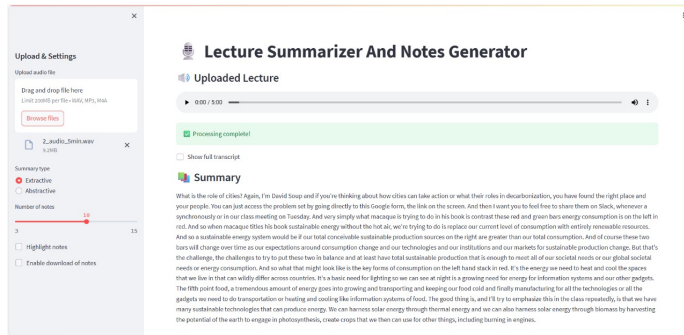 Upload & Settings
Upload audio file
Drag and drop file here
Limit 200MB per file • WAV, MP3, M4A
Browse files
2_audio_5min.wav
9.2MB
Summary type
Extractive
Abstractive
Number of notes
10
3 15
Highlight notes
Enable download of notes
Lecture Summarizer And Notes Generator
Uploaded Lecture
0:00 / 5:00
Processing complete!
Show full transcript
Summary
What is the role of cities? Again, I'm David Soup and if you're thinking about how cities can take action or what their roles in decarbonization, you have found the right place and
your people. You can just access the problem set by going directly to this Google form, the link on the screen. And then I want you to feel free to share them on Slack, whenever a
synchronously or in our class meeting on Tuesday. And very simply what macaque is trying to do in his book is contrast these red and green bars energy consumption is on the left in
red. And so when macaque titles his book sustainable energy without the hot air, we're trying to do is replace our current level of consumption with entirely renewable resources.
And so a sustainable energy system would be if our total conceivable sustainable production sources on the right are greater than our total consumption. And of course these two
bars will change over time as our expectations around consumption change and our technologies and our institutions and our markets for sustainable production change. But that's
the challenge, the challenges to try to put these two in balance and at least have total sustainable production that is enough to meet all of our societal needs or our global societal
needs or energy consumption. And so what that might look like is the key forms of consumption on the left hand stack in red. It's the energy we need to heat and cool the spaces
that we live in that can wildly differ across countries. It's a basic need for lighting so we can see at night is a growing need for energy for information systems and our other gadgets.
The fifth point food, a tremendous amount of energy goes into growing and transporting and keeping our food cold and finally manufacturing for all the technologies or all the
gadgets we need to do transportation or heating and cooling like information systems of food. The good thing is, and I'll try to emphasize this in the class repeatedly, is that we have
many sustainable technologies that can produce energy. We can harness solar energy through thermal energy and we can also harness solar energy through biomass by harvesting
the potential of the earth to engage in photosynthesis, create crops that we then can use for other things, including burning in engines.